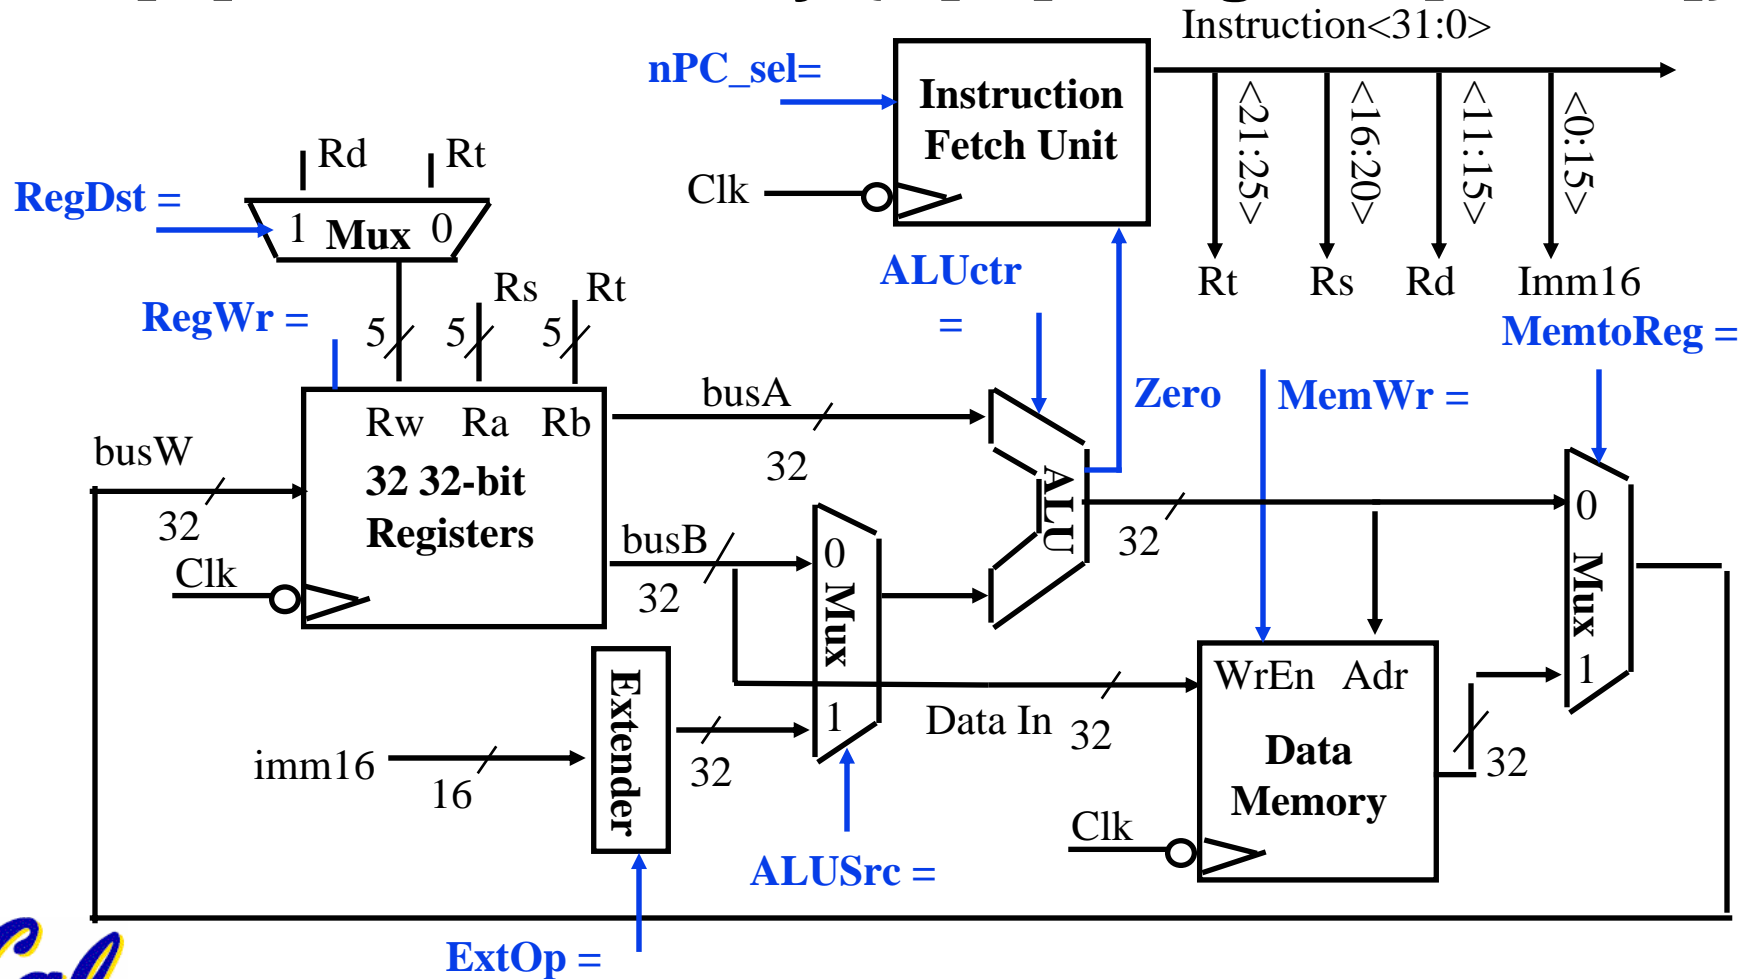 Instruction<31:0>
nPC_sel=
Instruction
Fetch Unit
Clk
<21:25>
<16:20>
<11:15>
<0:15>
Rt
Rs
Rd
Imm16
Rd
Rt
RegDst =
1 Mux 0
Rs
Rt
RegWr =
5
5
5
ALUctr
=
MemtoReg =
Zero
MemWr =
busA
32
busW
32
Rw Ra Rb
32 32-bit
Registers
Clk
busB
32
0
Mux
1
ALU
32
0
Mux
1
imm16
16
Extender
32
Data In
32
WrEn Adr
Data
Memory
32
Clk
ALUSrc =
ExtOp =
Cal